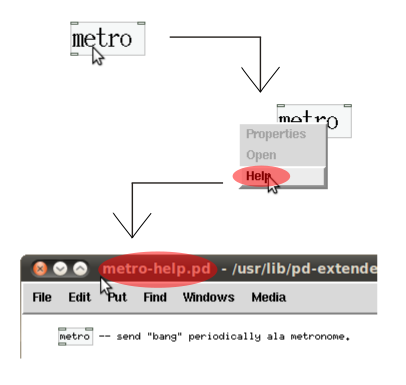 metro
metro
Properties
Open
Help
metro-help.pd - /usr/lib/pd-extende
File Edit Put Find Windows Media
metro -- send "bang" periodically ala metronome.